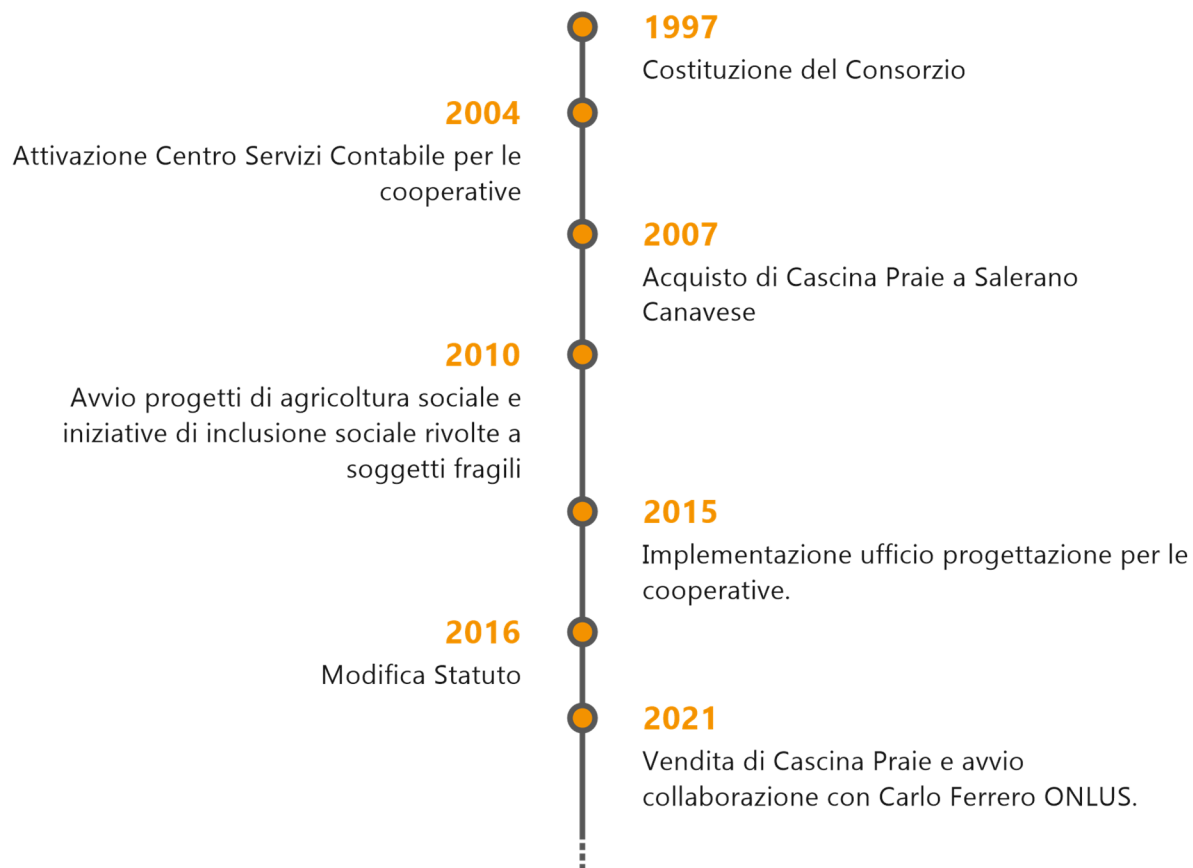 1997
Costituzione del Consorzio
2004
Attivazione Centro Servizi Contabile per le
cooperative
2007
Acquisto di Cascina Praie a Salerano
Canavese
2010
Avvio progetti di agricoltura sociale e
iniziative di inclusione sociale rivolte a
soggetti fragili
2015
Implementazione ufficio progettazione per le
cooperative.
2016
Modifica Statuto
2021
Vendita di Cascina Praie e avvio
collaborazione con Carlo Ferrero ONLUS.